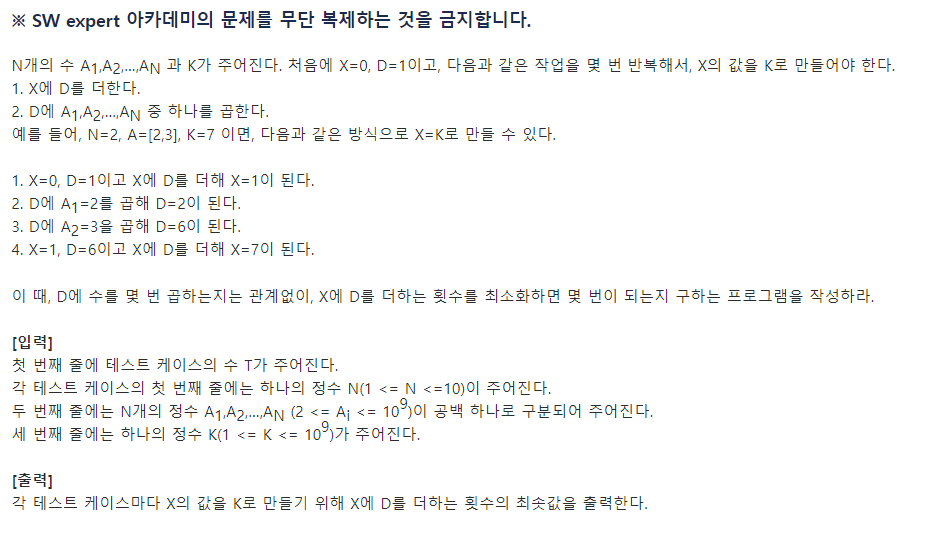 ※ SW expert 아카데미의 문제를 무단 복제하는 것을 금지합니다.
N개의 수 A1,A2,...,AN 과 K가 주어진다. 처음에 X=0, D=1이고, 다음과 같은 작업을 몇 번 반복해서, X의 값을 K로 만들어야 한다.
1. X에 D를 더한다.
2. D에 A1,A2,...,AN 중 하나를 곱한다.
예를 들어, N=2, A=[2,3], K=7 이면, 다음과 같은 방식으로 X=K로 만들 수 있다.
1. X=0, D=1이고 X에 D를 더해 X=1이 된다.
2. D에 A1=2를 곱해 D=2이 된다.
3. D에 A2=3을 곱해 D=6이 된다.
4. X=1, D=6이고 X에 D를 더해 X=7이 된다.
이 때, D에 수를 몇 번 곱하는지는 관계없이, X에 D를 더하는 횟수를 최소화하면 몇 번이 되는지 구하는 프로그램을 작성하라.
[입력]
첫 번째 줄에 테스트 케이스의 수 T가 주어진다.
각 테스트 케이스의 첫 번째 줄에는 하나의 정수 N(1 <= N <=10)이 주어진다.
두 번째 줄에는 N개의 정수 A1,A2,...,AN (2 <= Ai <= 10^9)이 공백 하나로 구분되어 주어진다.
세 번째 줄에는 하나의 정수 K(1 <= K <= 10^9)가 주어진다.
[출력]
각 테스트 케이스마다 X의 값을 K로 만들기 위해 X에 D를 더하는 횟수의 최솟값을 출력한다.